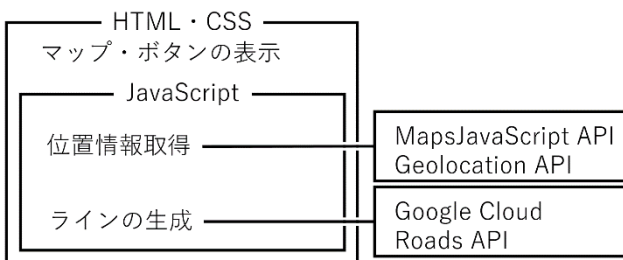 HTML・CSS
マップ・ボタンの表示
JavaScript
位置情報取得
MapsJavaScript API
Geolocation API
ラインの生成
Google Cloud
Roads API